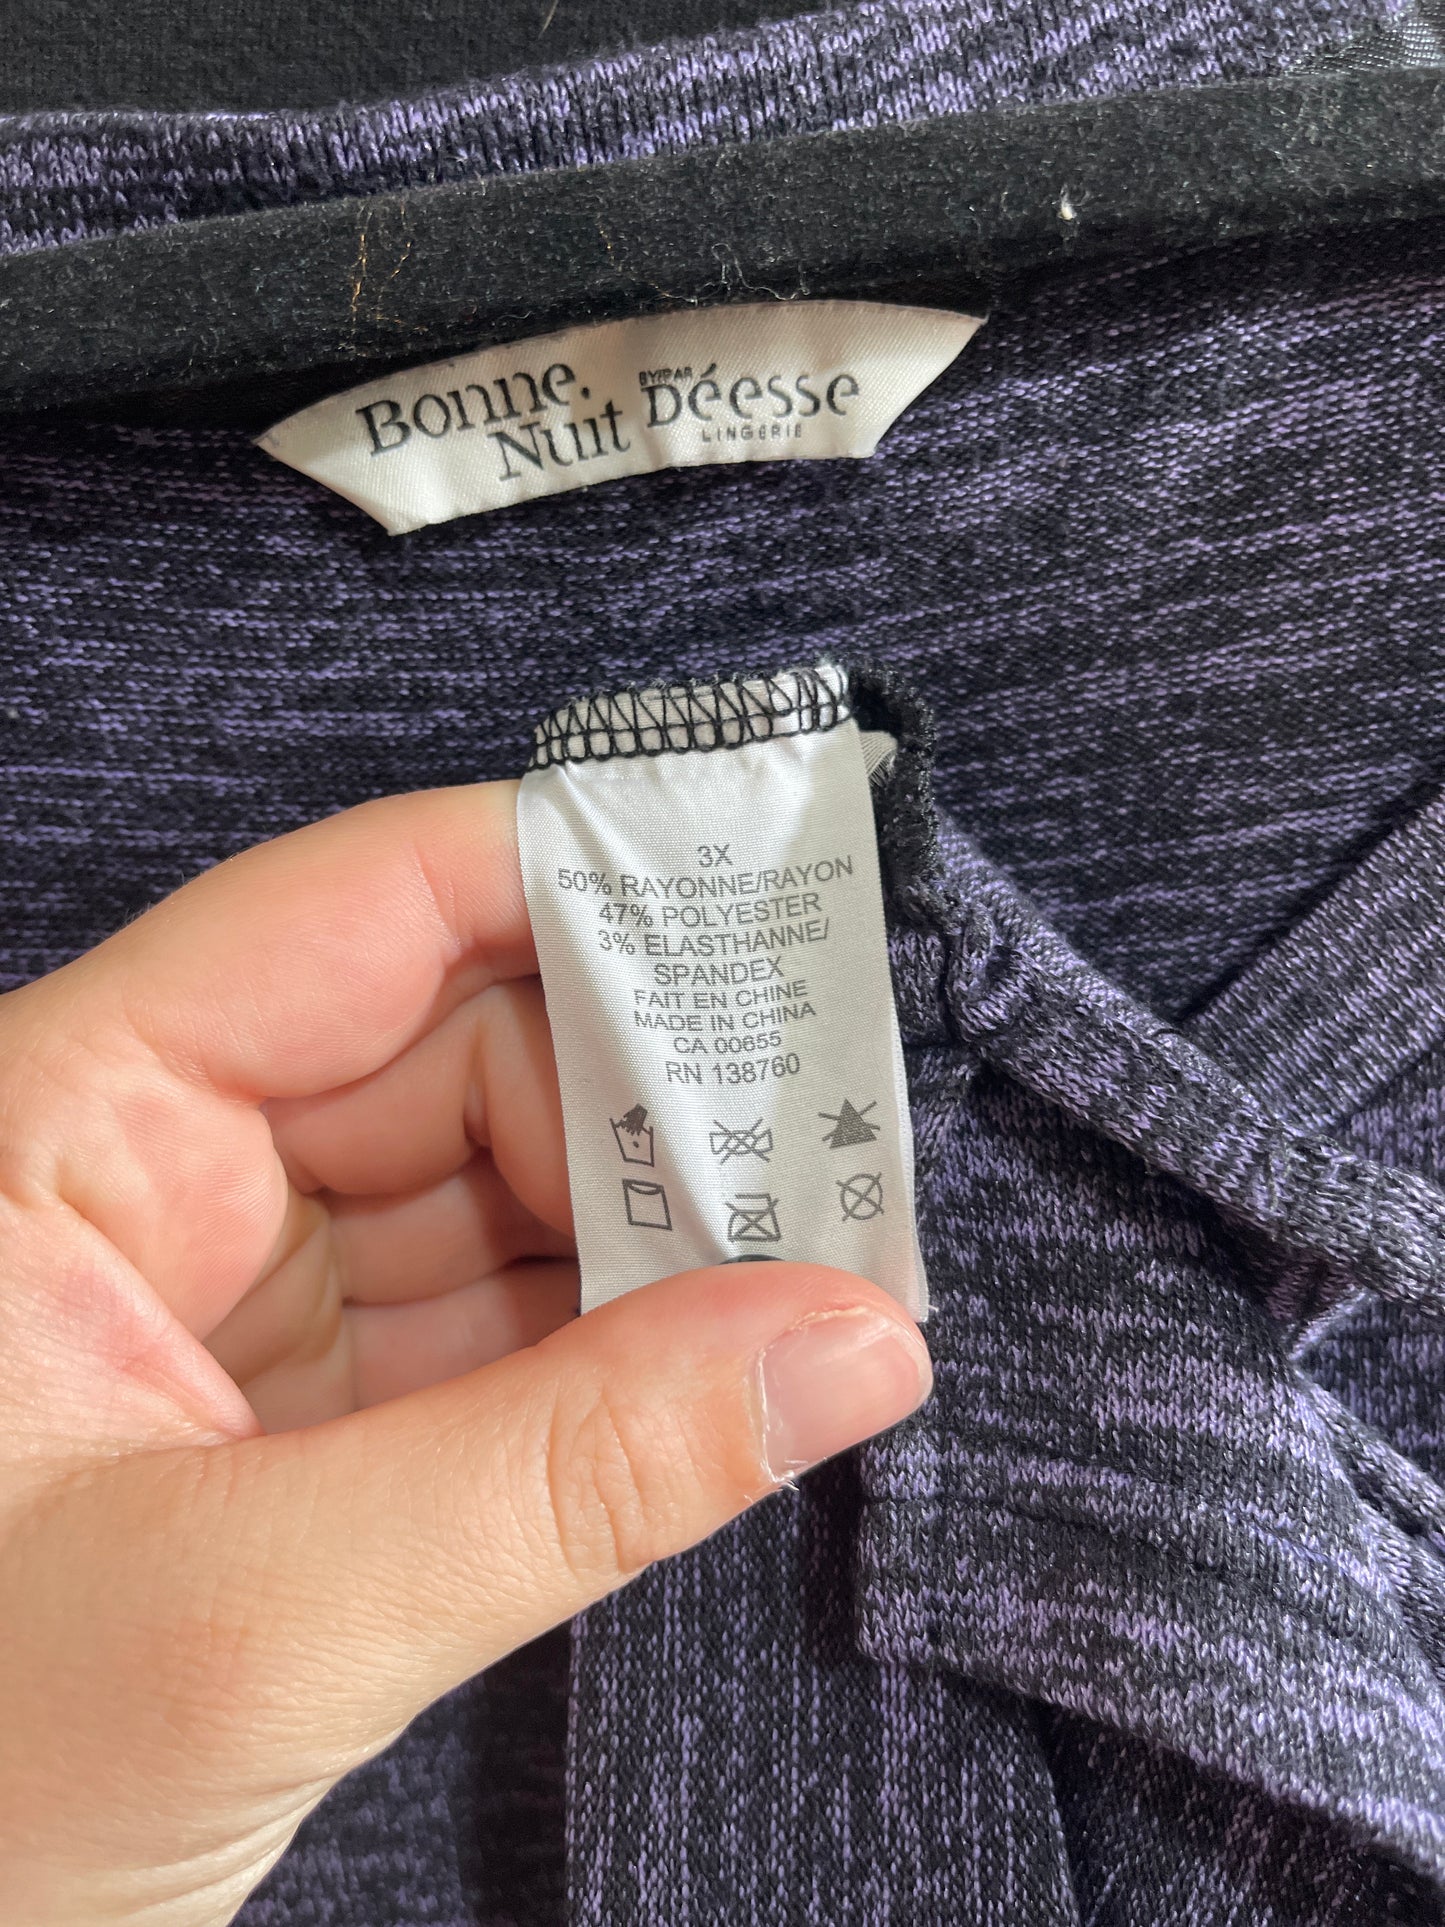 Bonne.
Nuit
BY/PAR
Déesse
LINGERIE
3X
50% RAYONNE/RAYON
47% POLYESTER
3% ELASTHANNE/
SPANDEX
FAIT EN CHINE
MADE IN CHINA
CA 00655
RN 138760